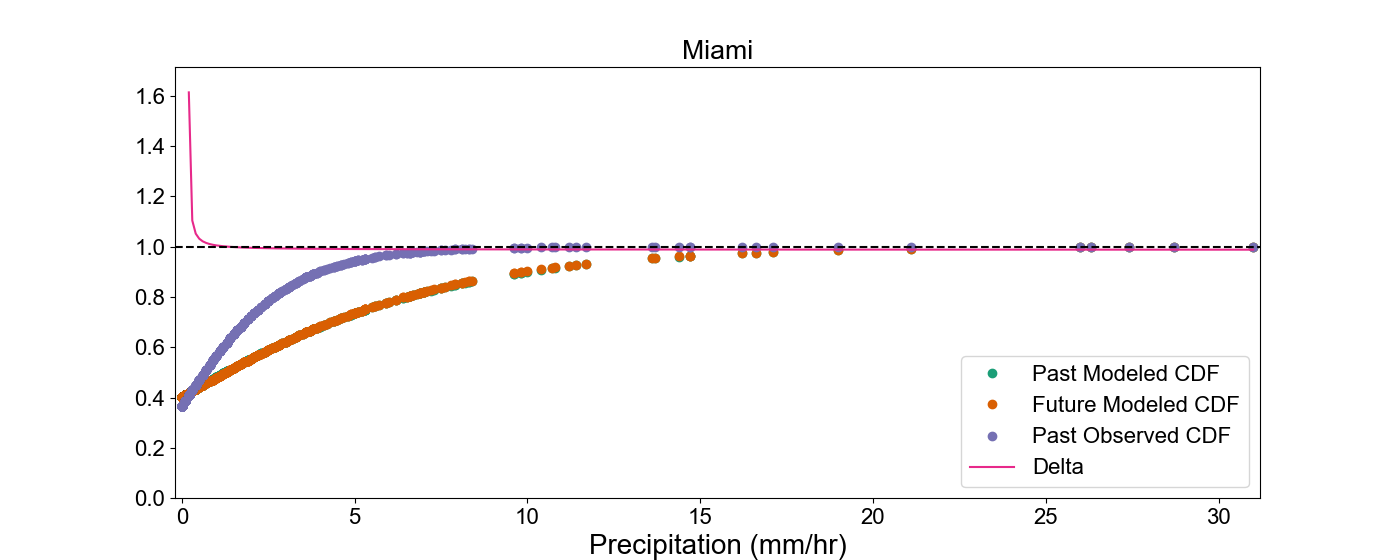 Miami
1.6
1.4
1.2
1.0
0.8
0.6
0.4
0.2
0.0
Past Modeled CDF
Future Modeled CDF
Past Observed CDF
Delta
0 5 10 15 20 25 30
Precipitation (mm/hr)